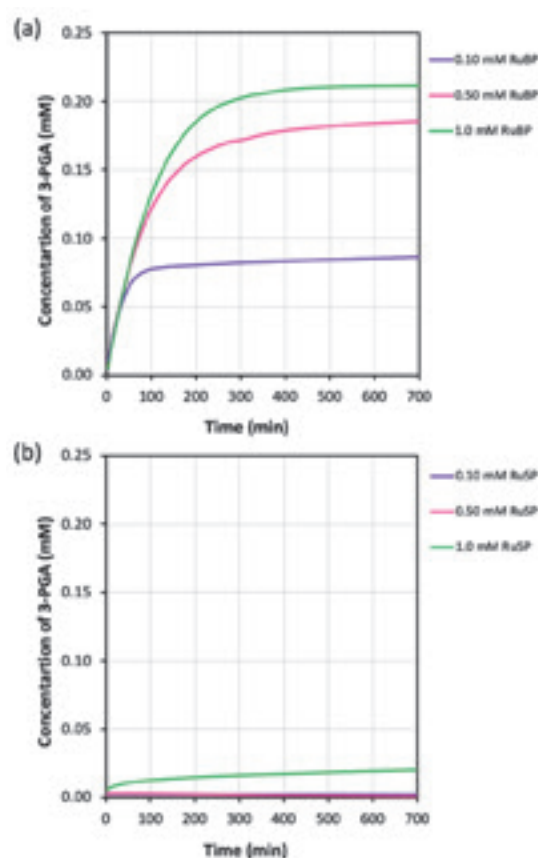 (a)
Concentartion of 3-PGA (mM)
0.25
0.20
0.15
0.10
0.05
0.00
0 100 200 300 400 500 600 700
Time (min)
0.10 mM RuBP
0.50 mM RuBP
1.0 mM RuBP
(b)
Concentartion of 3-PGA (mM)
0.25
0.20
0.15
0.10
0.05
0.00
0 100 200 300 400 500 600 700
Time (min)
0.10 mM Ru5P
0.50 mM Ru5P
1.0 mM Ru5P